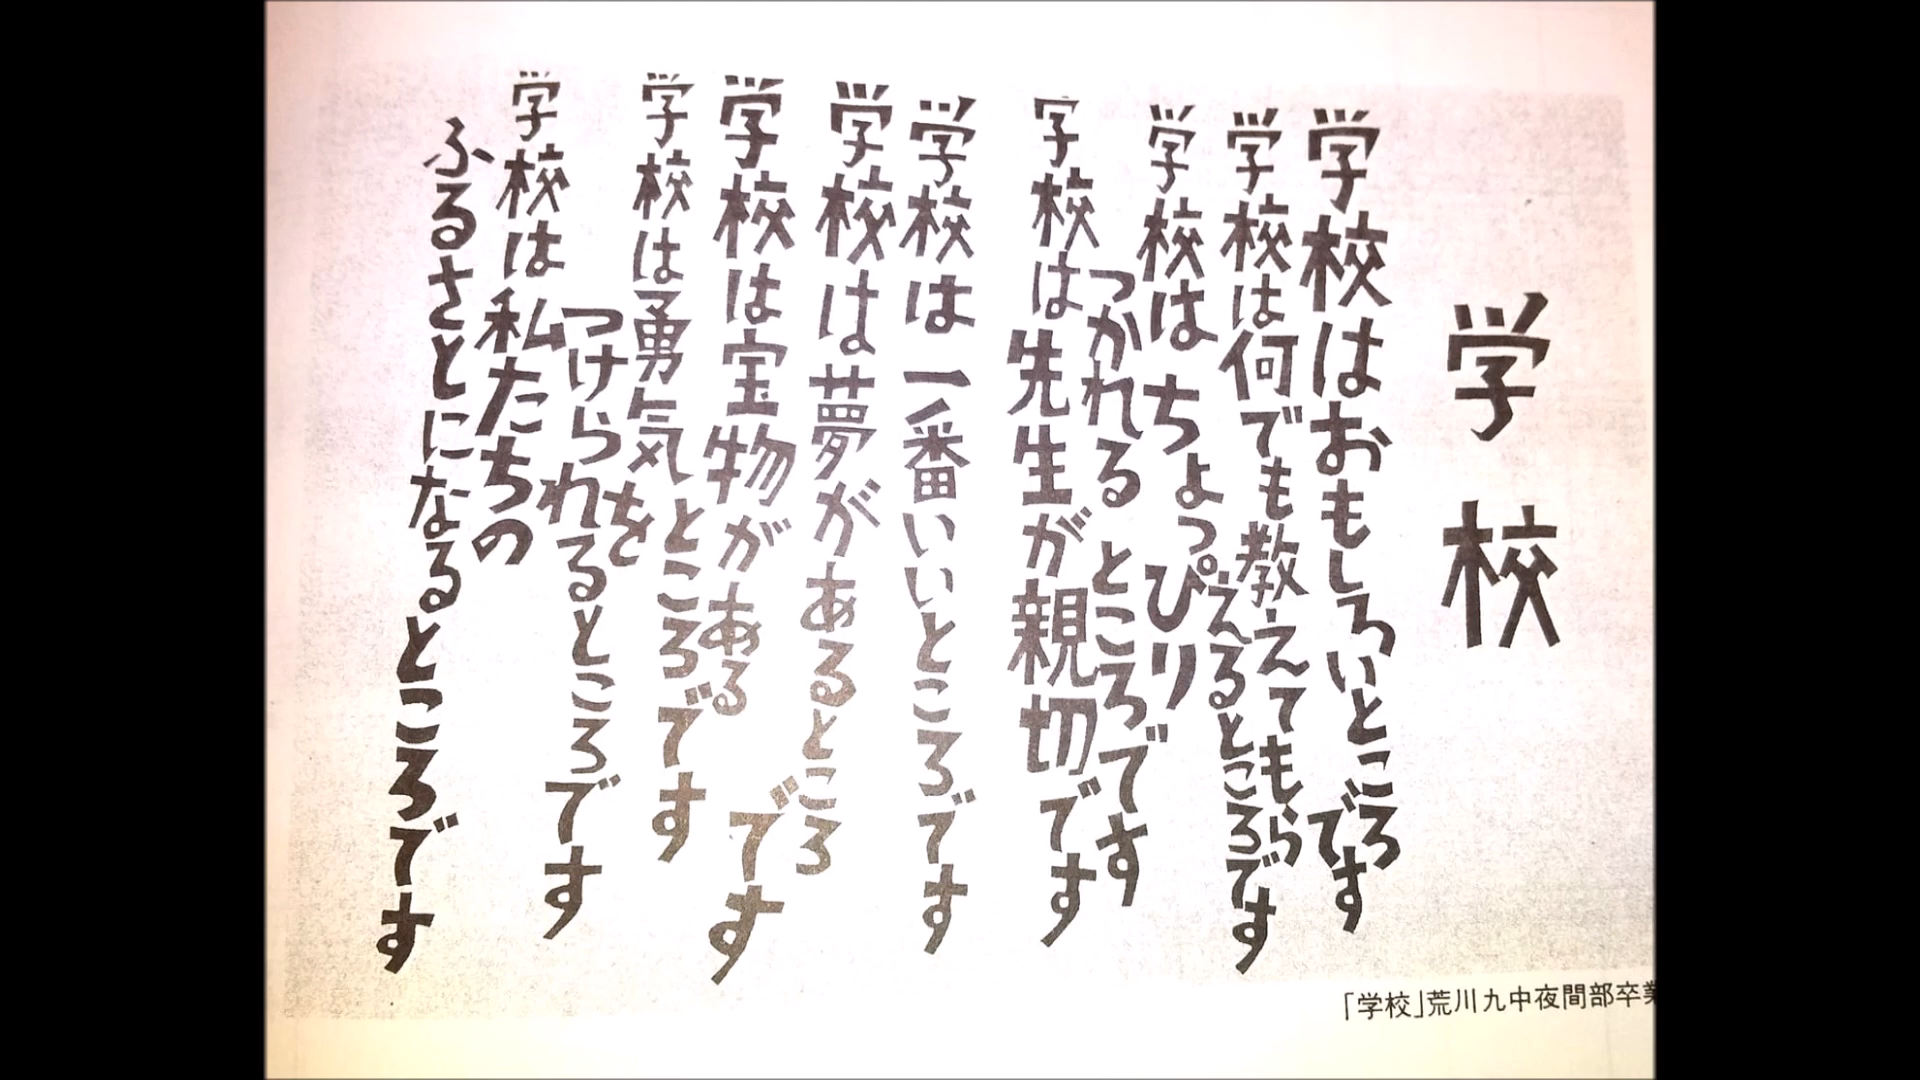 学校
学校はおもしろいところです
学校は何でも教えてもらえるところです
学校はちょっぴり
つかれるところです
学校は先生が親切です
学校は一番いいところです
学校は夢があるところ
学校は宝物がある
です
学校は勇気を
ところです
つけられるところです
学校は私たちの
ふるさとになるところです
「学校」荒川九中夜間部卒業